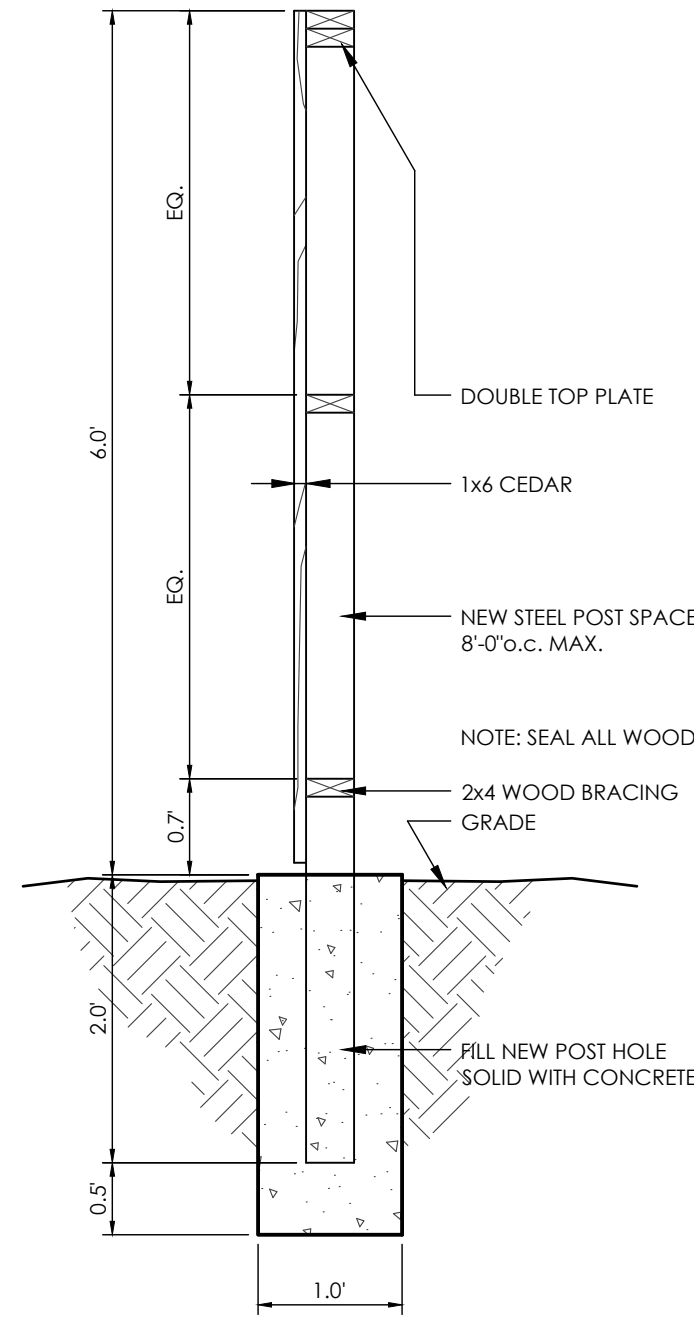 EQ.
DOUBLE TOP PLATE
6.0'
1x6 CEDAR
EQ.
NEW STEEL POST SPACE
8'-0"o.c. MAX.
NOTE: SEAL ALL WOOD
2x4 WOOD BRACING
GRADE
0.7'
2.0'
FILL NEW POST HOLE
SOLID WITH CONCRETE
0.5'
1.0'